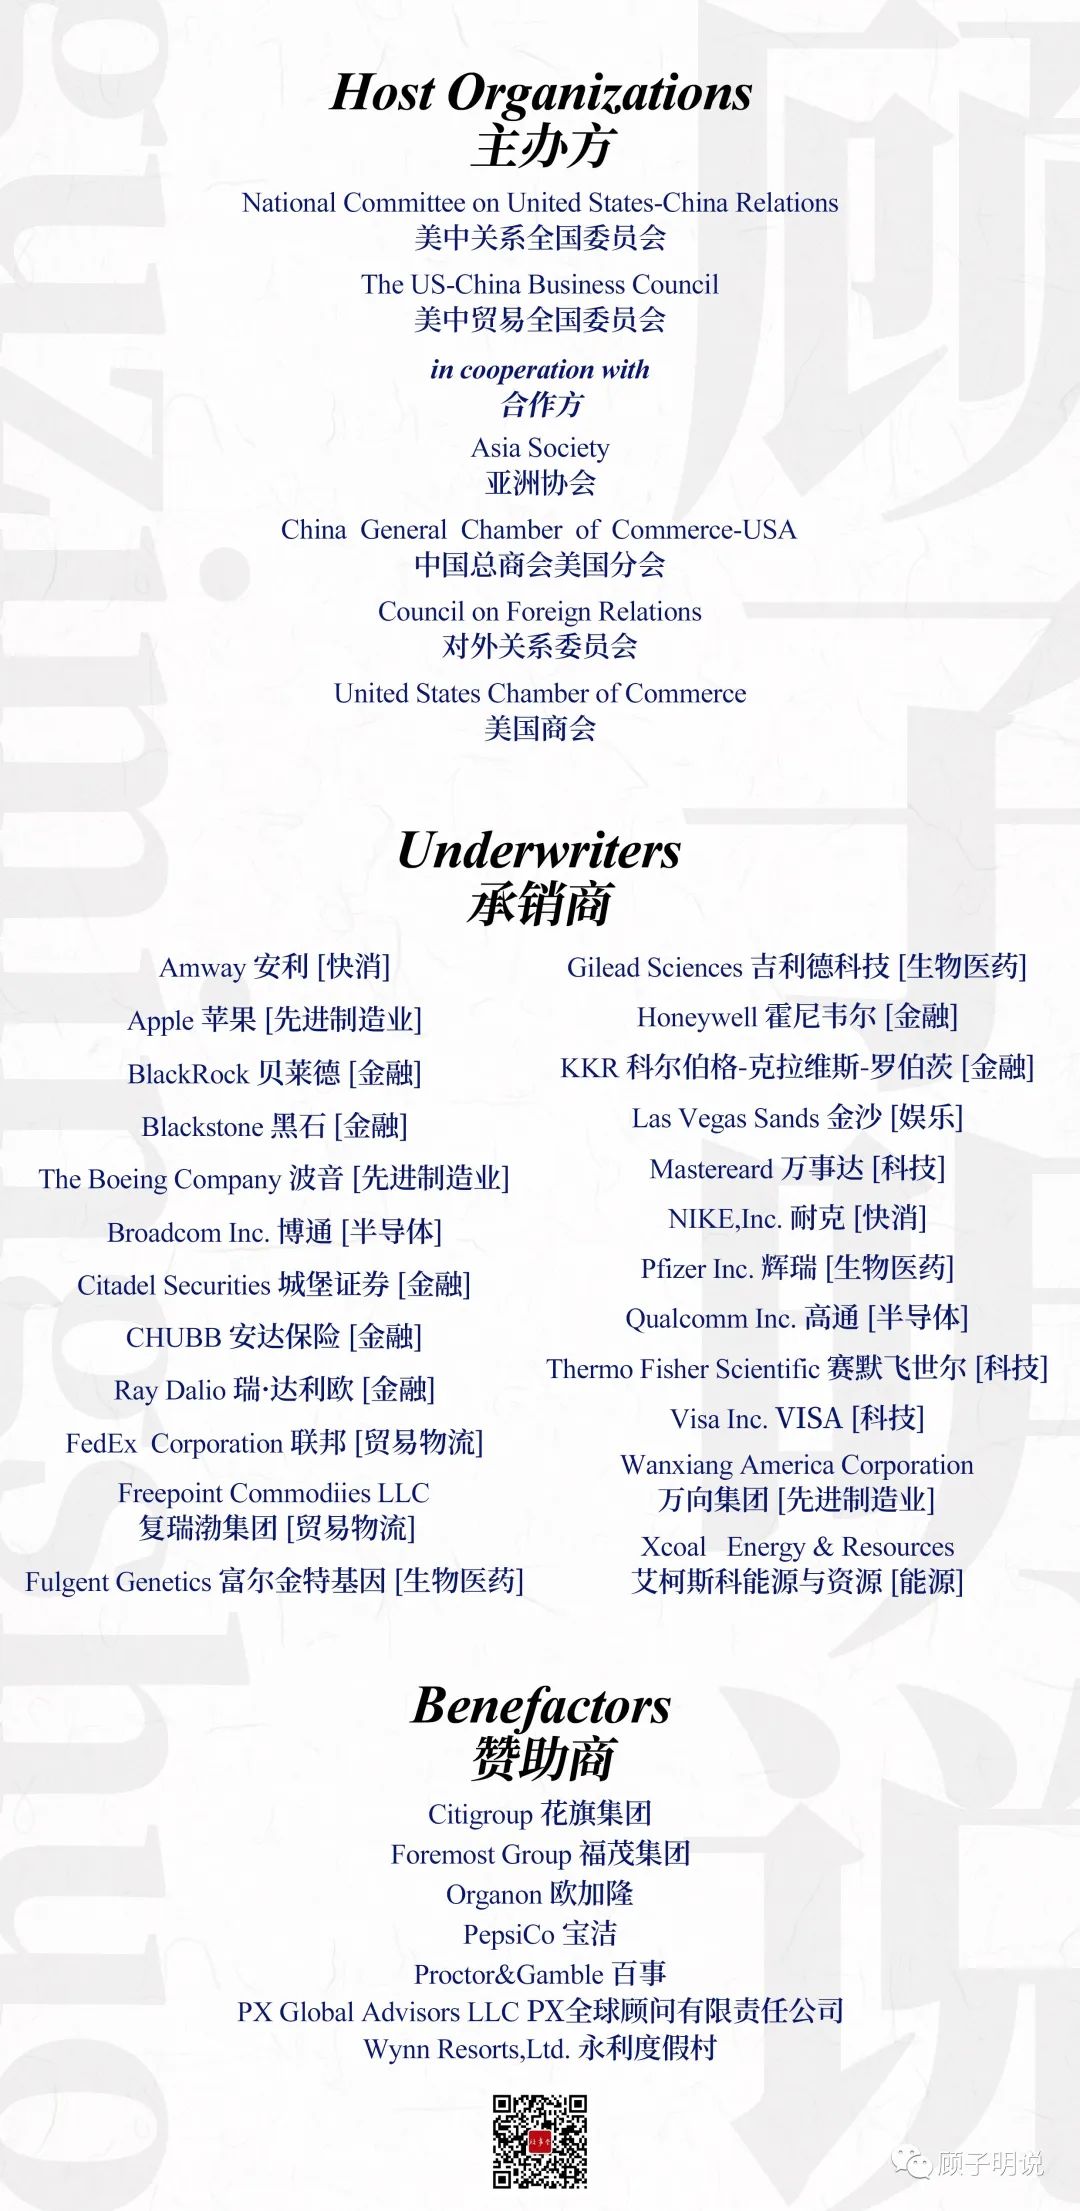 Host Organizations
主办方
National Committee on United States-China Relations
美中关系全国委员会
The US-China Business Council
美中贸易全国委员会
in cooperation with
合作方
Asia Society
亚洲协会
China General Chamber of Commerce-USA
中国总商会美国分会
Council on Foreign Relations
对外关系委员会
United States Chamber of Commerce
美国商会
Underwriters
承销商
Amway 安利 [快消]
Apple 苹果 [先进制造业]
BlackRock 贝莱德 [金融]
Blackstone 黑石 [金融]
The Boeing Company 波音 [先进制造业]
Broadcom Inc. 博通 [半导体]
Citadel Securities 城堡证券 [金融]
CHUBB 安达保险 [金融]
Ray Dalio 瑞·达利欧 [金融]
FedEx Corporation 联邦 [贸易物流]
Freepoint Commodiies LLC
复瑞渤集团 [贸易物流]
Fulgent Genetics 富尔金特基因 [生物医药]
Gilead Sciences 吉利德科技 [生物医药]
Honeywell 霍尼韦尔 [金融]
KKR 科尔伯格-克拉维斯-罗伯茨 [金融]
Las Vegas Sands 金沙 [娱乐]
Mastereard 万事达 [科技]
NIKE,Inc. 耐克 [快消]
Pfizer Inc. 辉瑞 [生物医药]
Qualcomm Inc. 高通 [半导体]
Thermo Fisher Scientific 赛默飞世尔 [科技]
Visa Inc. VISA [科技]
Wanxiang America Corporation
万向集团 [先进制造业]
Xcoal Energy & Resources
艾柯斯科能源与资源 [能源]
Benefactors
赞助商
Citigroup 花旗集团
Foremost Group 福茂集团
Organon 欧加隆
PepsiCo 宝洁
Proctor&Gamble 百事
PX Global Advisors LLC PX全球顾问有限责任公司
Wynn Resorts,Ltd. 永利度假村
顾子明说
顾子明说
guziming.shuo